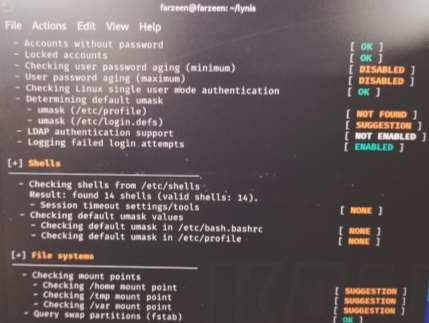 farzeen@farzeen: ~/lynis
File Actions Edit View Help
- Accounts without password [ OK ]
- Locked accounts [ OK ]
- Checking user password aging (minimum) [ DISABLED ]
- User password aging (maximum) [ DISABLED ]
- Checking Linux single user mode authentication [ OK ]
- Determining default umask
- umask (/etc/profile) [ NOT FOUND ]
- umask (/etc/login.defs) [ SUGGESTION ]
- LDAP authentication support [ NOT ENABLED ]
- Logging failed login attempts [ ENABLED ]
[+] Shells
- Checking shells from /etc/shells
Result: found 14 shells (valid shells: 14).
- Session timeout settings/tools [ NONE ]
- Checking default umask values
- Checking default umask in /etc/bash.bashrc [ NONE ]
- Checking default umask in /etc/profile [ NONE ]
[+] File systems
- Checking mount points
- Checking /home mount point [ SUGGESTION ]
- Checking /tmp mount point [ SUGGESTION ]
- Checking /var mount point [ SUGGESTION ]
- Query swap partitions (fstab) [ OK ]